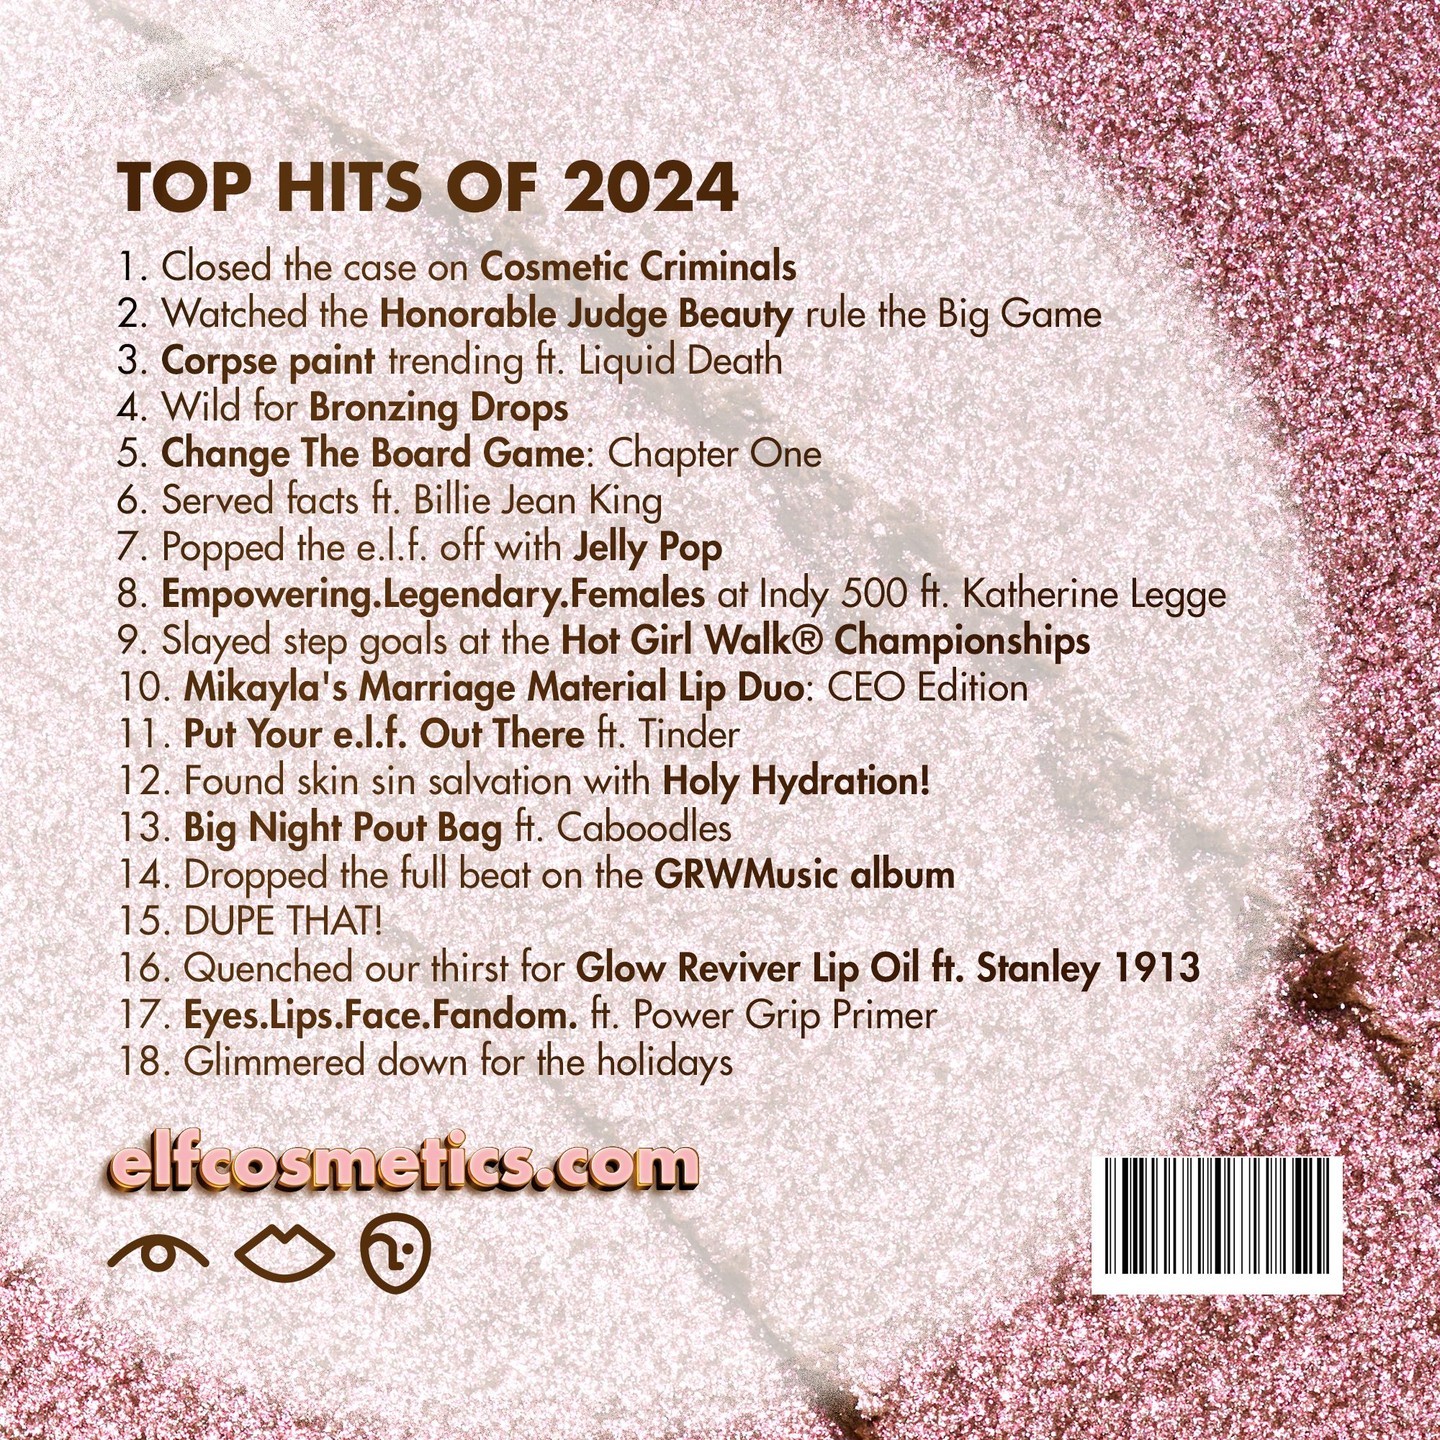 TOP HITS OF 2024
1. Closed the case on Cosmetic Criminals
2. Watched the Honorable Judge Beauty rule the Big Game
3. Corpse paint trending ft. Liquid Death
4. Wild for Bronzing Drops
5. Change The Board Game: Chapter One
6. Served facts ft. Billie Jean King
7. Popped the e.l.f. off with Jelly Pop
8. Empowering.Legendary.Females at Indy 500 ft. Katherine Legge
9. Slayed step goals at the Hot Girl Walk® Championships
10. Mikayla's Marriage Material Lip Duo: CEO Edition
11. Put Your e.l.f. Out There ft. Tinder
12. Found skin sin salvation with Holy Hydration!
13. Big Night Pout Bag ft. Caboodles
14. Dropped the full beat on the GRWMusic album
15. DUPE THAT!
16. Quenched our thirst for Glow Reviver Lip Oil ft. Stanley 1913
17. Eyes.Lips.Face.Fandom. ft. Power Grip Primer
18. Glimmered down for the holidays
elfcosmetics.com